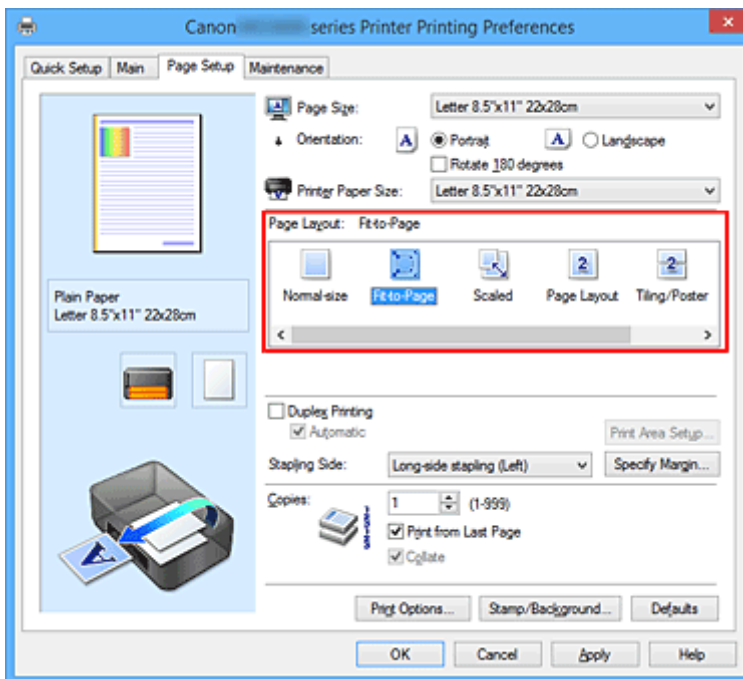 Canon series Printer Printing Preferences
Quick Setup Main Page Setup Maintenance
Page Size: Letter 8.5"x11" 22x28cm
Orientation: A Portrait A Landscape
Rotate 180 degrees
Printer Paper Size: Letter 8.5"x11" 22x28cm
Page Layout: Fit-to-Page
2 2
Normal-size Fit-to-Page Scaled Page Layout Tiling/Poster
Plain Paper
Letter 8.5"x11" 22x28cm
Duplex Printing
Automatic
Print Area Setup...
Stapling Side: Long-side stapling (Left) Specify Margin...
Copies: 1 (1-999)
Print from Last Page
Collate
A
Print Options... Stamp/Background... Defaults
OK Cancel Apply Help